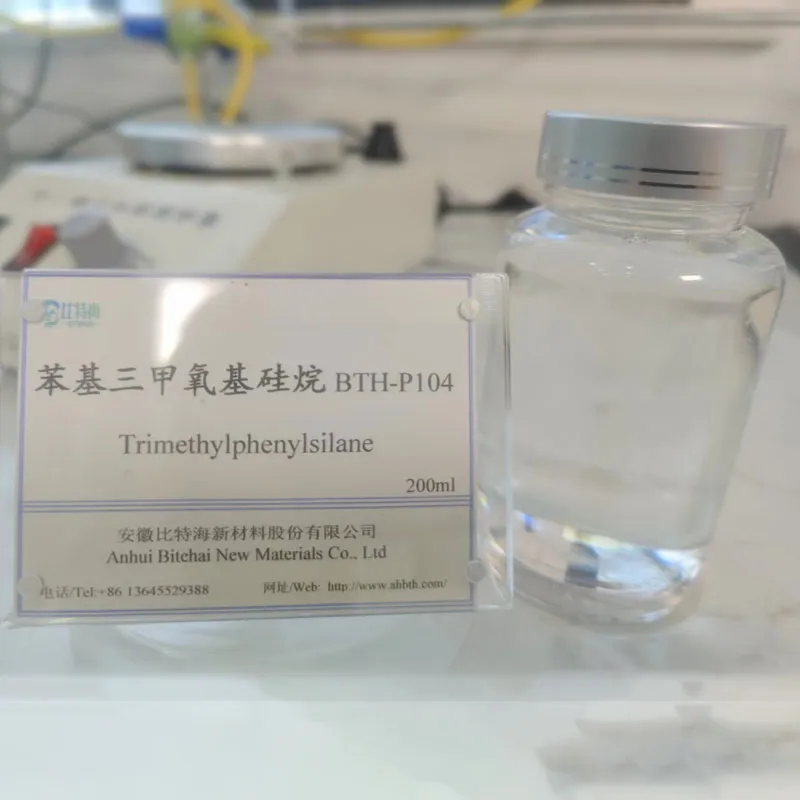 比特海
苯基三甲氧基硅烷 BTH-P104
Trimethylphenylsilane
200ml
安徽比特海新材料股份有限公司
Anhui Bitehai New Materials Co., Ltd
电话/Tel:+86 13645529388 网址/Web: http://www.ahbth.com/